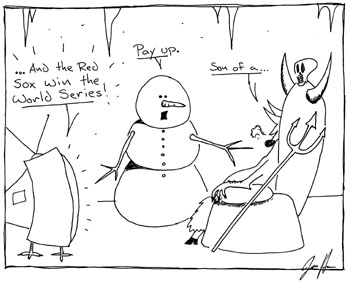 ...And the Red
Sox win the
World Series!
Pay up.
Son of a...